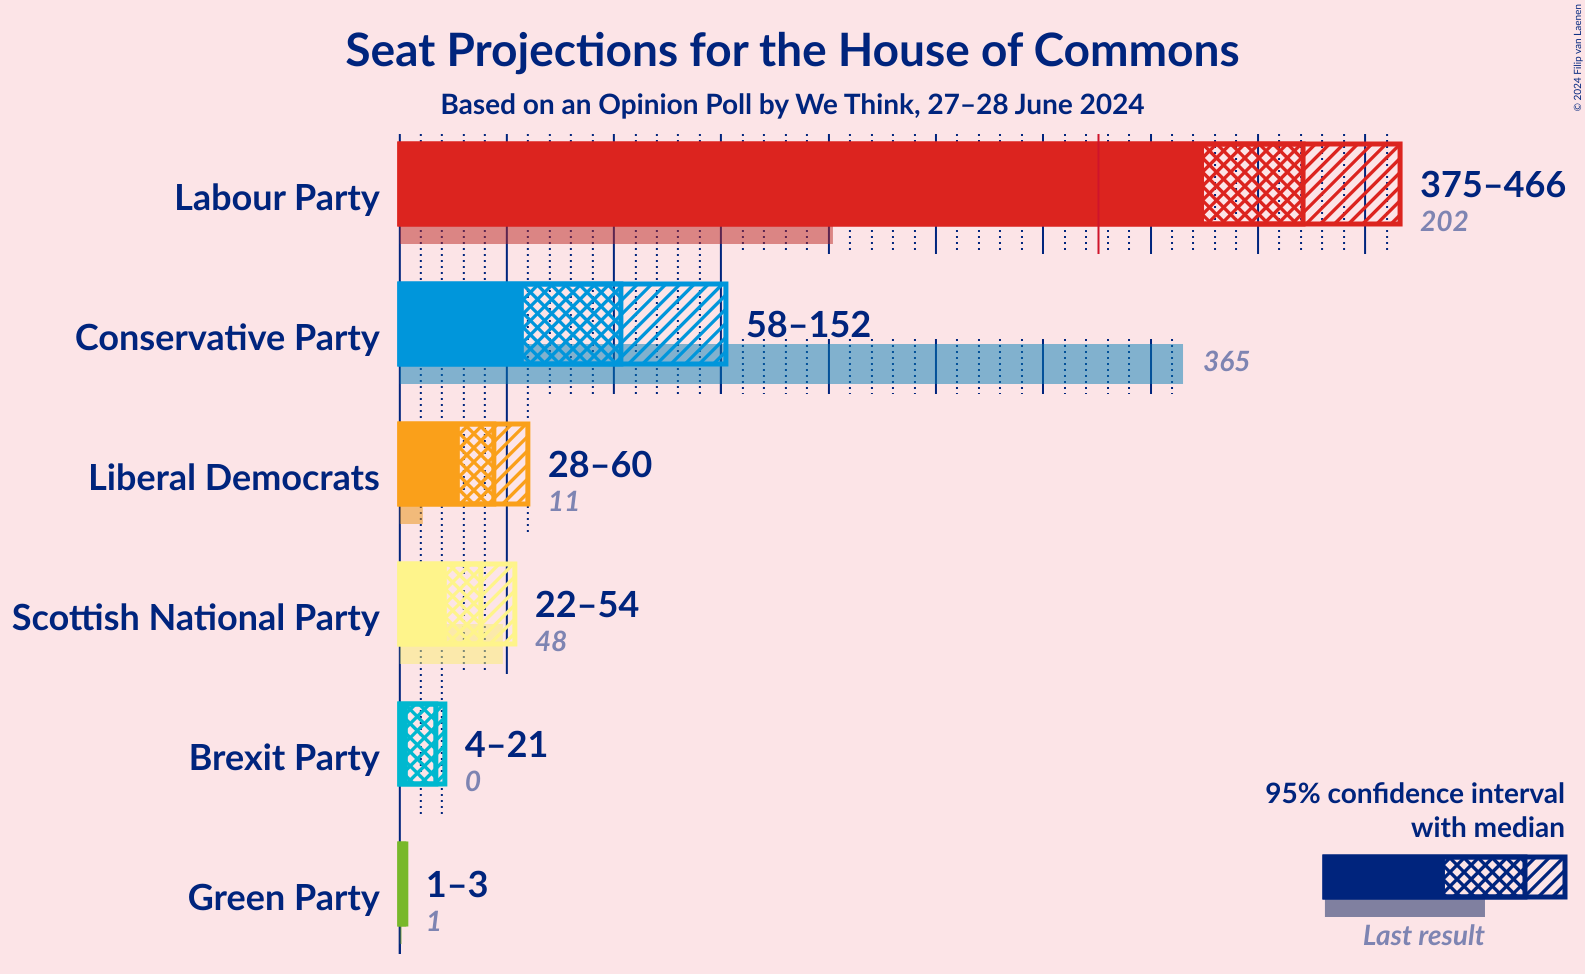 Seat Projections for the House of Commons
Based on an Opinion Poll by We Think, 27–28 June 2024
© 2024 Filip van Laenen
Labour Party
375–466
202
Conservative Party
58–152
365
Liberal Democrats
28–60
11
Scottish National Party
22–54
48
Brexit Party
4–21
0
Green Party
1–3
1
95% confidence interval
with median
Last result